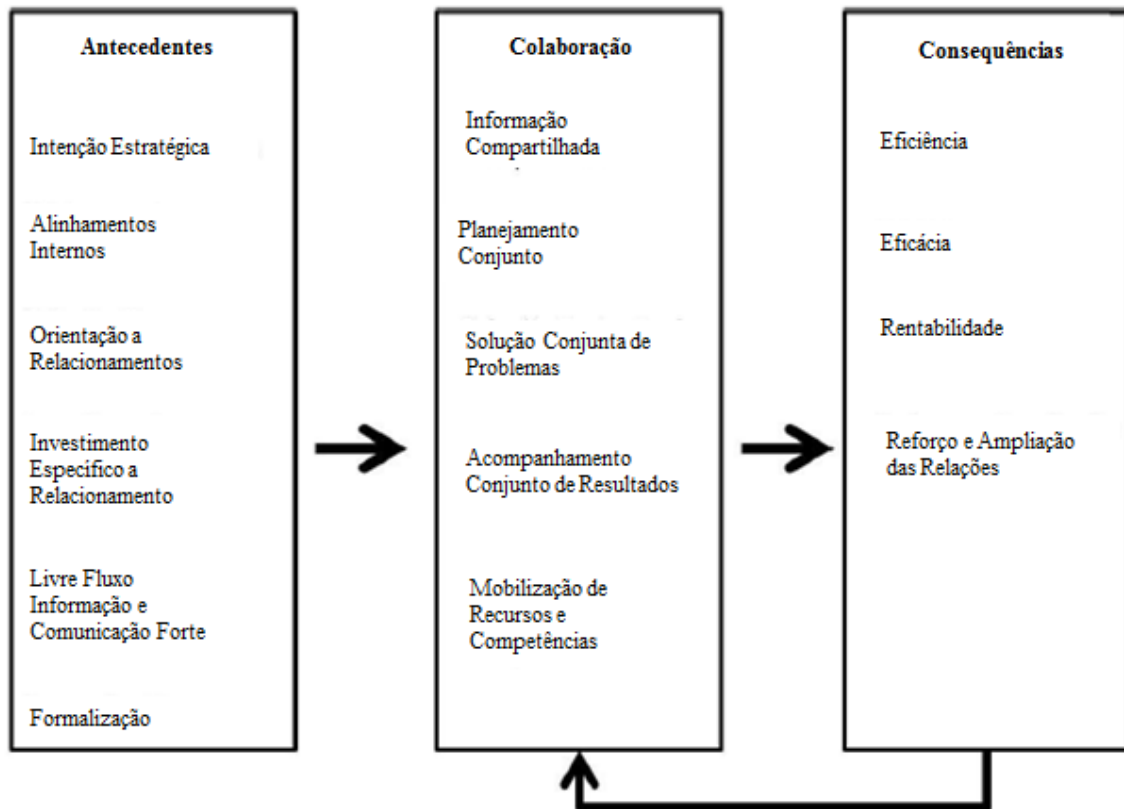 Antecedentes
Intenção Estratégica
Alinhamentos
Internos
Orientação a
Relacionamentos
Investimento
Específico a
Relacionamento
Livre Fluxo
Informação e
Comunicação Forte
Formalização
Colaboração
Informação
Compartilhada
Planejamento
Conjunto
Solução Conjunta de
Problemas
Acompanhamento
Conjunto de Resultados
Mobilização de
Recursos e
Competências
Consequências
Eficiência
Eficácia
Rentabilidade
Reforço e Ampliação
das Relações